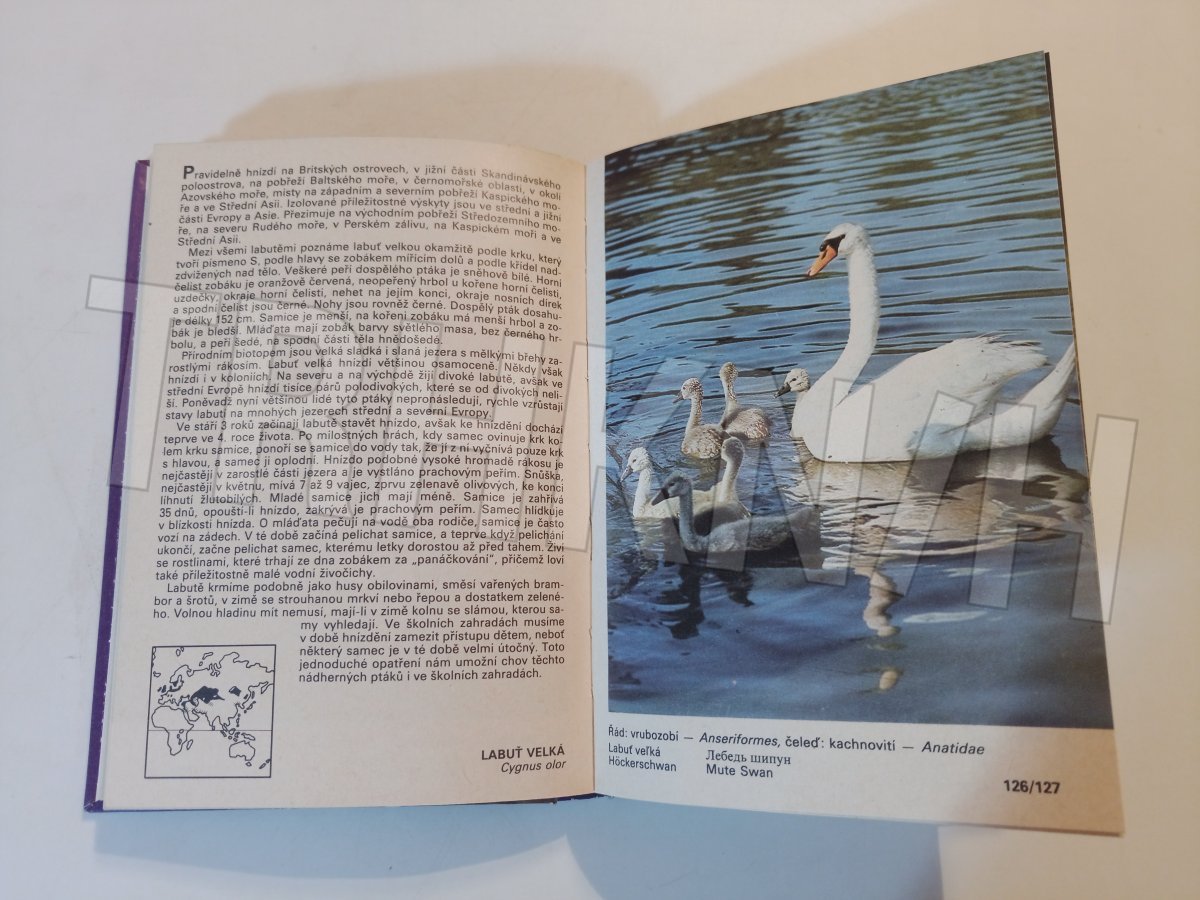 Pravidelně hnízdí na Britských ostrovech, v jižní části Skandinávského
poloostrova, na pobřeží Baltského moře, v černomořské oblasti, v okolí
Azovského moře, místy na západním a severním pobřeží Kaspického mo-
ře a ve Střední Asii. Izolované příležitostné výskyty jsou ve střední a jižní
části Evropy a Asie. Přezimuje na východním pobřeží Středozemního mo-
ře, na severu Rudého moře, v Perském zálivu, na Kaspickém moři a ve
Střední Asii.
Mezi všemi labutěmi poznáme labuť velkou okamžitě podle krku, který
tvoří písmeno S, podle hlavy se zobákem mířícím dolů a podle křídel nad-
zdvižených nad tělo. Veškeré peří dospělého ptáka je sněhově bílé. Horní
čelist zobáku je oranžově červená, neopeřený hrbol u kořene horní čelisti,
uzdečky, okraje horní čelisti, nehet na jejím konci, okraje nosních děrek
a spodní čelist jsou černé. Nohy jsou rovněž černé. Dospělý pták dosahu-
je délky 152 cm. Samice je menší, na kořeni zobáku má menší hrbol a zo-
bák je bledší. Mláďata mají zobák barvy světlého masa, bez černého hr-
bolu, a peří šedé, na spodní části těla hnědošedé.
Přírodním biotopem jsou velká sladká i slaná jezera s mělkými břehy za-
rostlými rákosím. Labuť velká hnízdí většinou osamoceně. Někdy však
hnízdí i v koloniích. Na severu a na východě žijí divoké labutě, avšak ve
střední Evropě hnízdí tisíce párů polodivokých, které se od divokých neli-
ší. Poněvadž nyní většinou lidé tyto ptáky nepronásledují, rychle vzrůstají
stavy labutí na mnohých jezerech střední a severní Evropy.
Ve stáří 3 roků začínají labutě stavět hnízdo, avšak ke hnízdění dochází
teprve ve 4. roce života. Po milostných hrách, kdy samec ovinuje krk ko-
lem krku samice, ponoří se samice do vody tak, že jí z ní vyčnívá pouze krk
s hlavou, a samec ji oplodní. Hnízdo podobné vysoké hromadě rákosu je
nejčastěji v zarostlé části jezera a je vystláno prachovým peřím. Snůška,
nejčastěji v květnu, mívá 7 až 9 vajec, zprvu zelenavě olivových, ke konci
líhnutí žlutobílých. Mladé samice jich mají méně. Samice je zahřívá
35 dnů, opouští-li hnízdo, zakrývá je prachovým peřím. Samec hlídkuje
v blízkosti hnízda. O mláďata pečují na vodě oba rodiče, samice je často
vozí na zádech. V té době začíná pelichat samice, a teprve když pelichání
ukončí, začne pelichat samec, kterému letky dorostou až před tahem. Živí
se rostlinami, které trhají ze dna zobákem za „panáčkování“, přičemž loví
také příležitostně malé vodní živočichy.
Labutě krmíme podobně jako husy obilovinami, směsí vařených bram-
bor a šrotů, v zimě se strouhanou mrkví nebo řepou a dostatkem zelené-
ho. Volnou hladinu mít nemusí, mají-li v zimě kolnu se slámou, kterou sa-
my vyhledají. Ve školních zahradách musíme
v době hnízdění zamezit přístupu dětem, neboť
některý samec je v té době velmi útočný. Toto
jednoduché opatření nám umožní chov těchto
nádherných ptáků i ve školních zahradách.
LABUŤ VELKÁ
Cygnus olor
Řád: vrubozobí — Anseriformes, čeleď: kachnovití — Anatidae
Labuť veľká Лебедь шипун
Höckerschwan Mute Swan
126/127